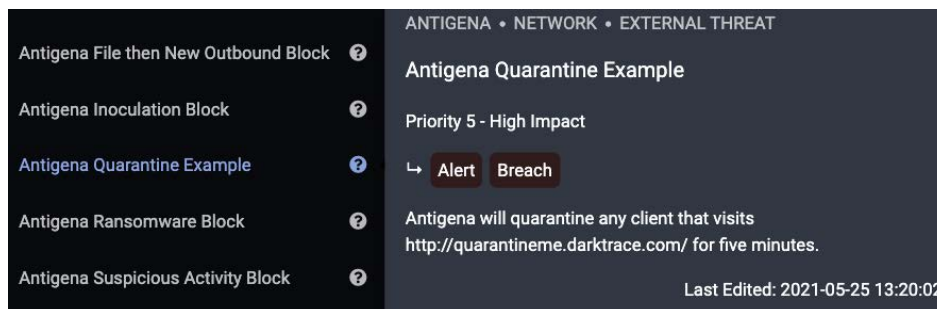 Antigena File then New Outbound Block
Antigena Inoculation Block
Antigena Quarantine Example
Antigena Ransomware Block
Antigena Suspicious Activity Block
ANTIGENA • NETWORK • EXTERNAL THREAT
Antigena Quarantine Example
Priority 5 - High Impact
↳ Alert Breach
Antigena will quarantine any client that visits
http://quarantineme.darktrace.com/ for five minutes.
Last Edited: 2021-05-25 13:20:02